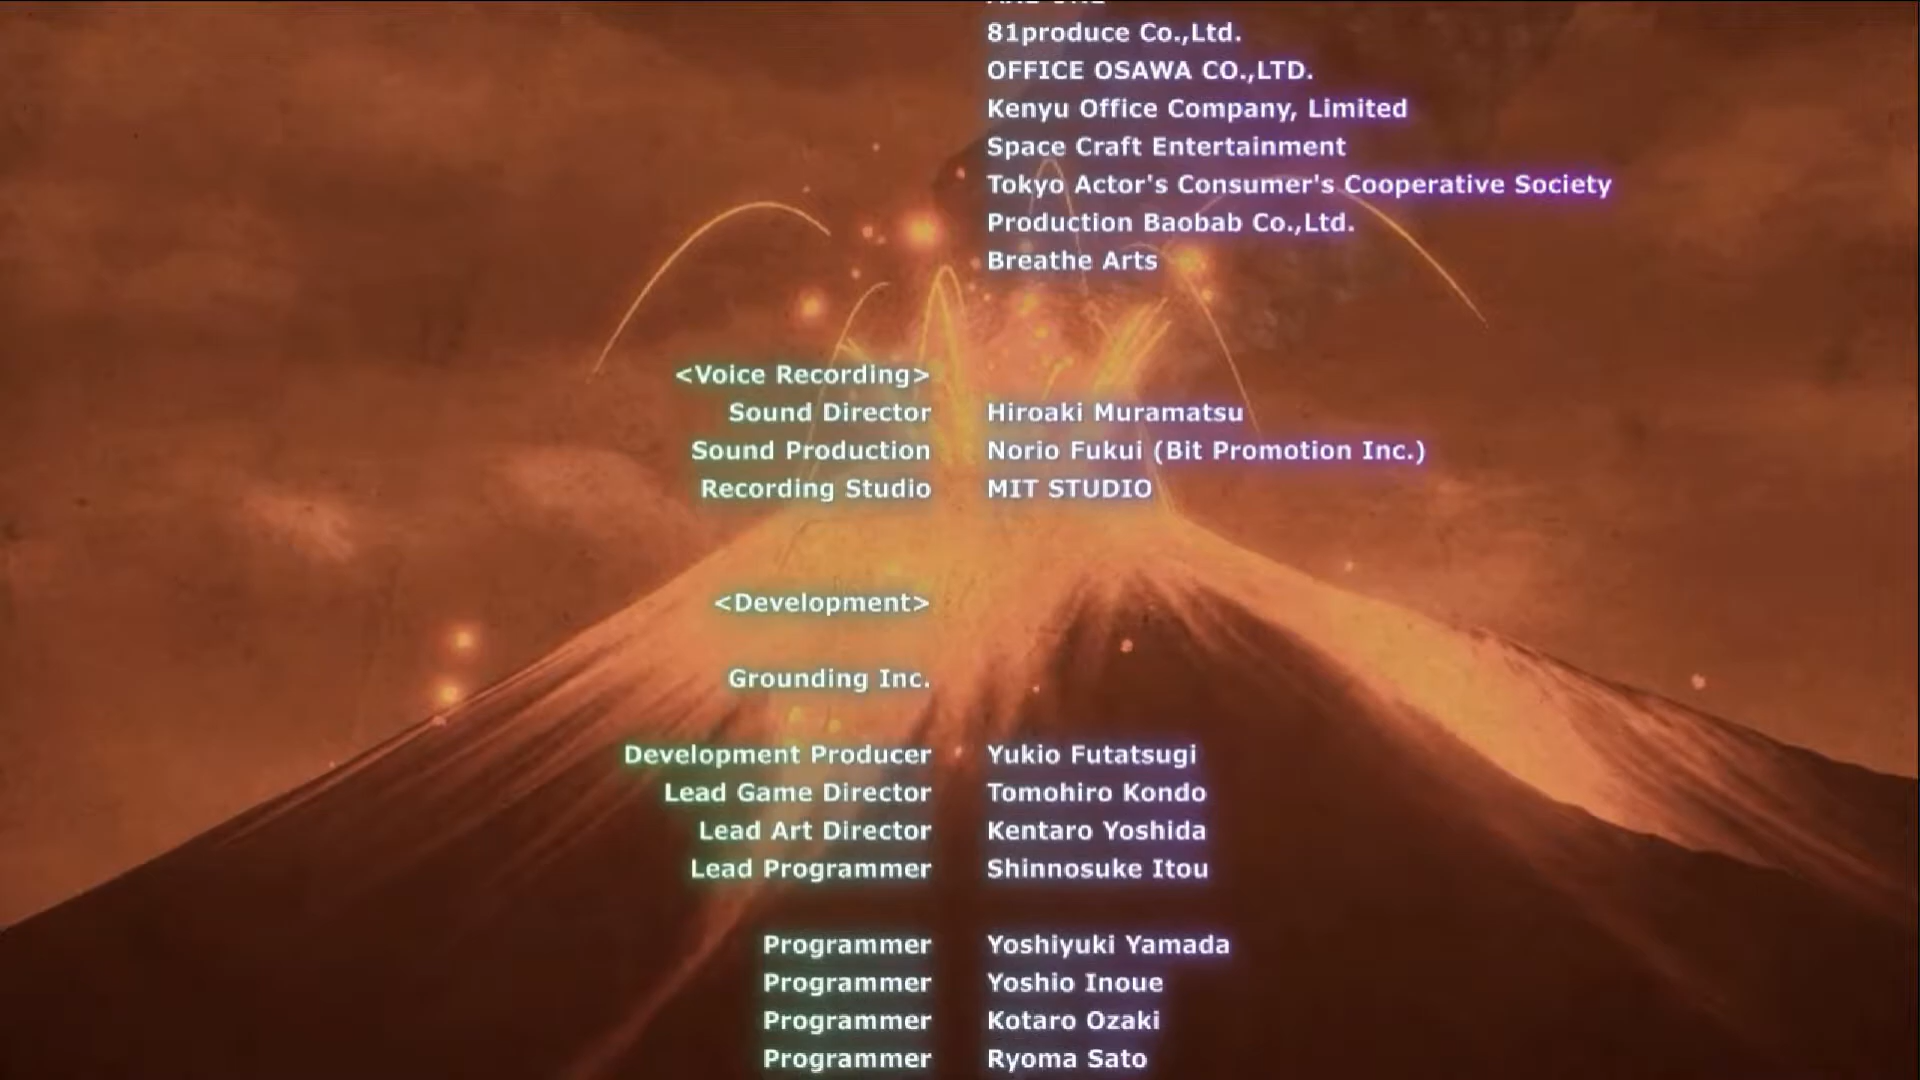 81produce Co.,Ltd.
OFFICE OSAWA CO.,LTD.
Kenyu Office Company, Limited
Space Craft Entertainment
Tokyo Actor's Consumer's Cooperative Society
Production Baobab Co.,Ltd.
Breathe Arts
<Voice Recording>
Sound Director Hiroaki Muramatsu
Sound Production Norio Fukui (Bit Promotion Inc.)
Recording Studio MIT STUDIO
<Development>
Grounding Inc.
Development Producer Yukio Futatsugi
Lead Game Director Tomohiro Kondo
Lead Art Director Kentaro Yoshida
Lead Programmer Shinnosuke Itou
Programmer Yoshiyuki Yamada
Programmer Yoshio Inoue
Programmer Kotaro Ozaki
Programmer Ryoma Sato